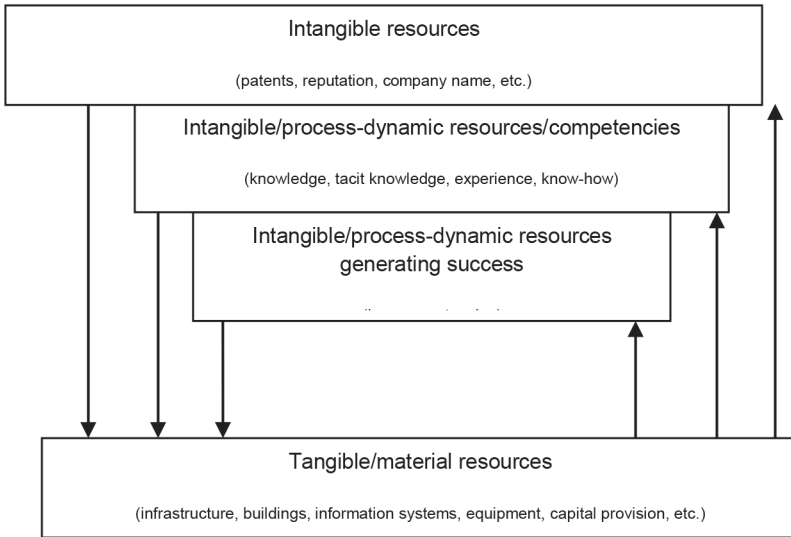 Intangible resources
(patents, reputation, company name, etc.)
Intangible/process-dynamic resources/competencies
(knowledge, tacit knowledge, experience, know-how)
Intangible/process-dynamic resources
generating success
Tangible/material resources
(infrastructure, buildings, information systems, equipment, capital provision, etc.)